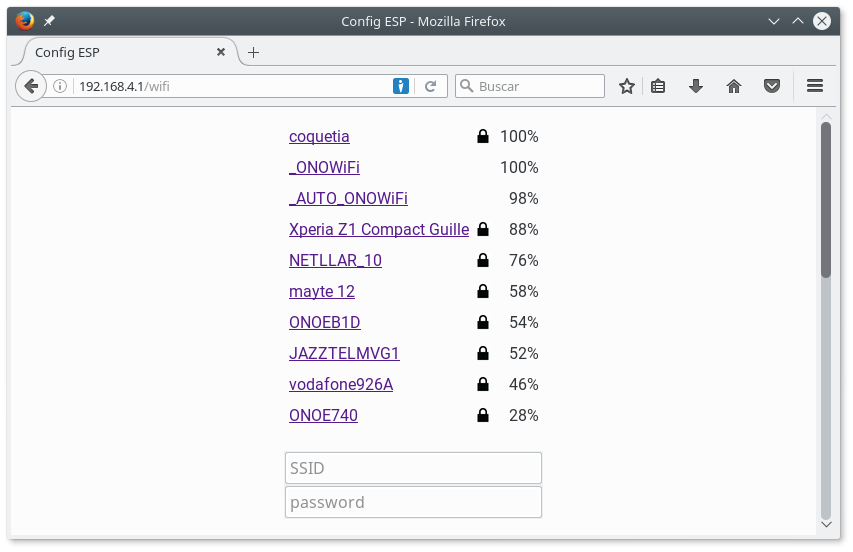 Config ESP - Mozilla Firefox
Config ESP
192.168.4.1/wifi
Buscar
coquetia 100%
_ONOWiFi 100%
_AUTO_ONOWiFi 98%
Xperia Z1 Compact Guille 88%
NETLLAR_10 76%
mayte 12 58%
ONOEB1D 54%
JAZZTELMVG1 52%
vodafone926A 46%
ONOE740 28%
SSID
password